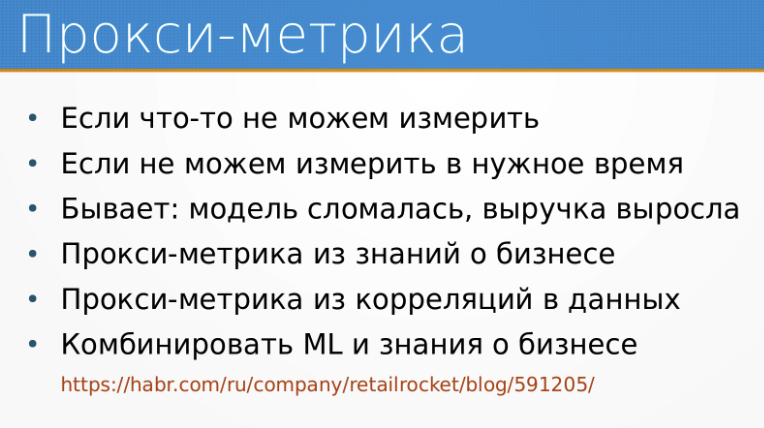 Прокси-метрика
• Если что-то не можем измерить
• Если не можем измерить в нужное время
• Бывает: модель сломалась, выручка выросла
• Прокси-метрика из знаний о бизнесе
• Прокси-метрика из корреляций в данных
• Комбинировать ML и знания о бизнесе
https://habr.com/ru/company/retailrocket/blog/591205/